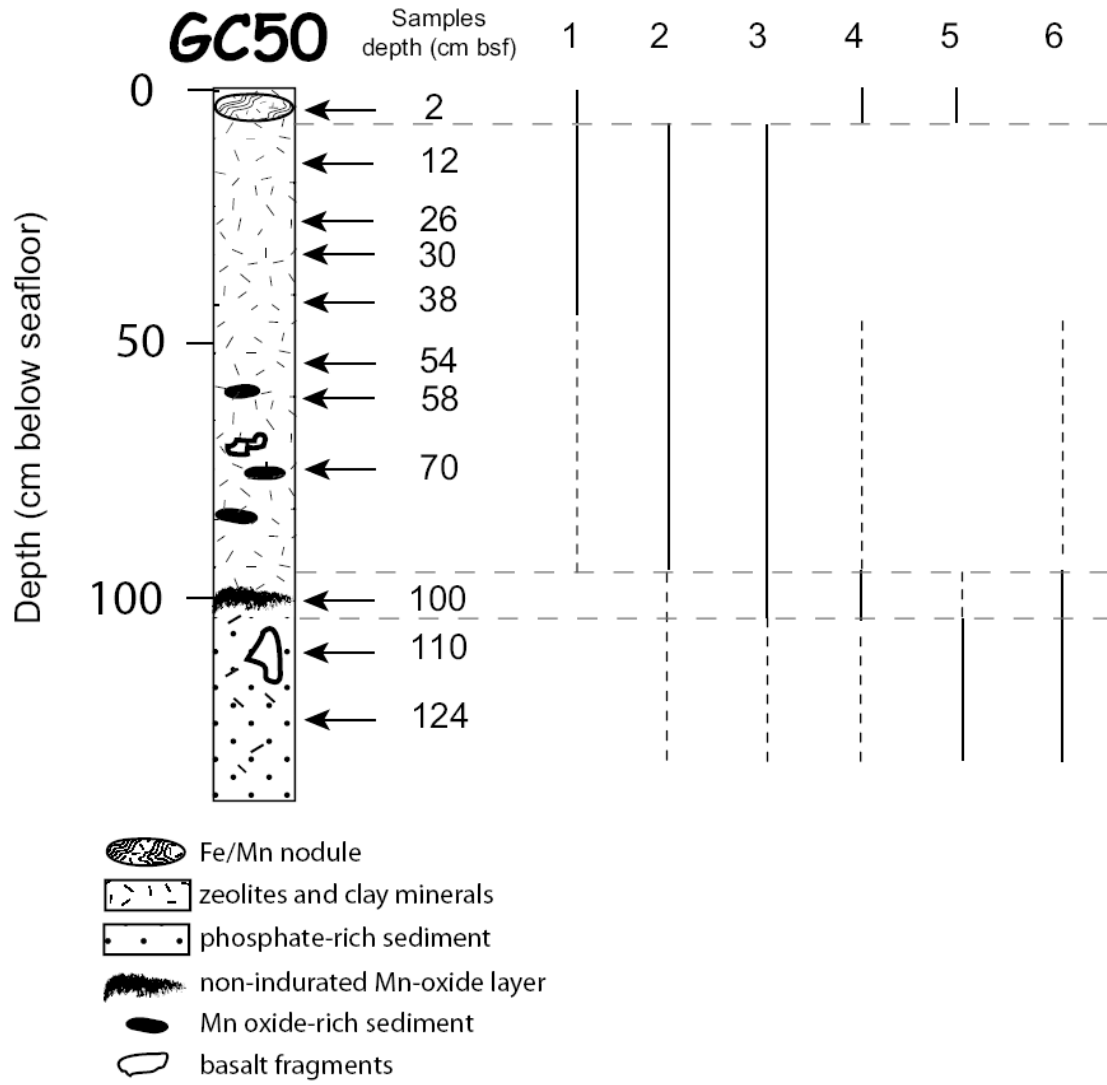 GC50
Samples
depth (cm bsf)
1 2 3 4 5 6
Depth (cm below seafloor)
0
50
100
2
12
26
30
38
54
58
70
100
110
124
Fe/Mn nodule
zeolites and clay minerals
phosphate-rich sediment
non-indurated Mn-oxide layer
Mn oxide-rich sediment
basalt fragments